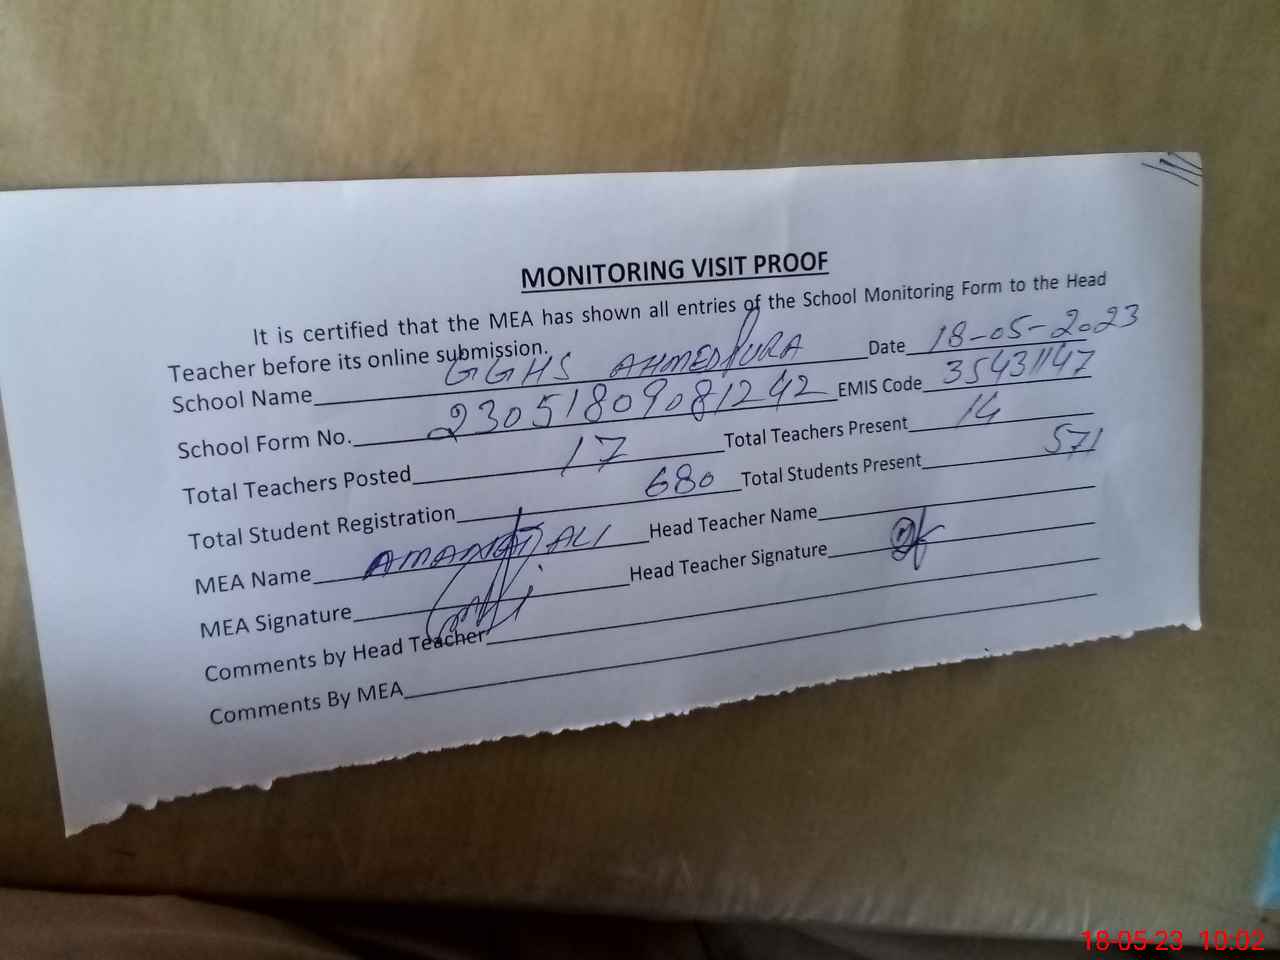 MONITORING VISIT PROOF
It is certified that the MEA has shown all entries of the School Monitoring Form to the Head
Teacher before its online submission.
School Name GGHS AHMEDPURA Date 18-05-2023
School Form No. 23051809081242 EMIS Code 35431147
Total Teachers Posted 17 Total Teachers Present 14
Total Student Registration 680 Total Students Present 571
MEA Name AMANAT ALI Head Teacher Name
MEA Signature Head Teacher Signature
Comments by Head Teacher
Comments By MEA
18-05-23 10:02